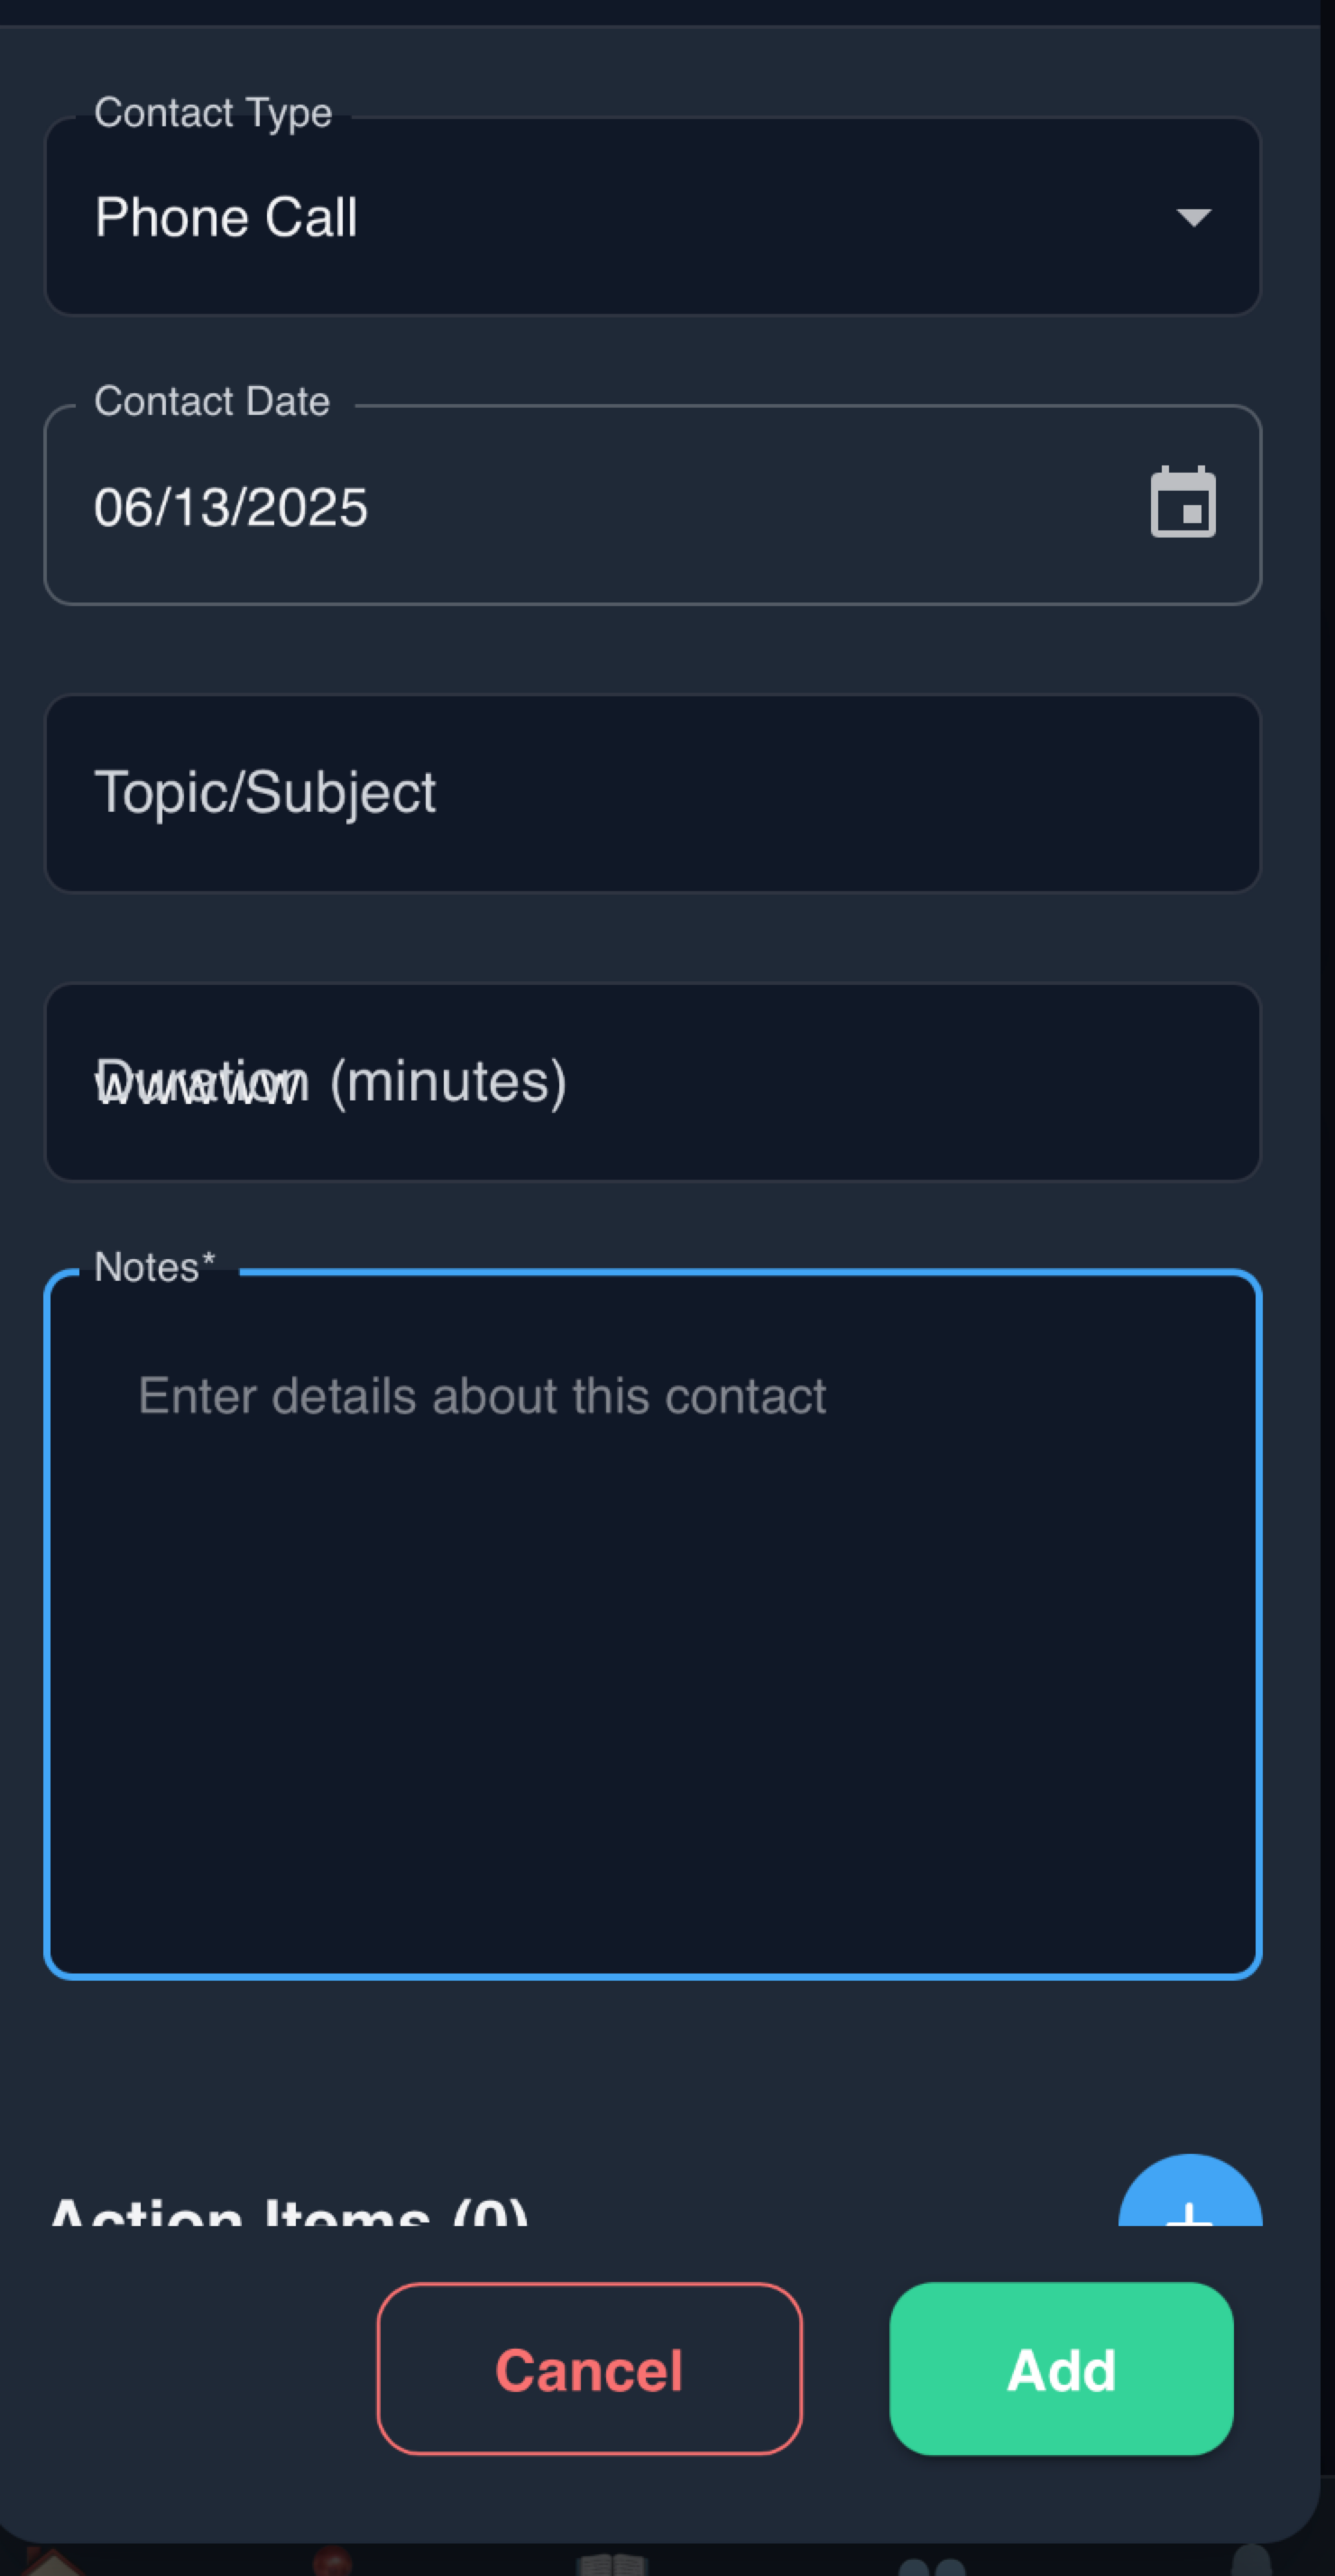 Contact Type
Phone Call
Contact Date
06/13/2025
Topic/Subject
Duration (minutes)
wwwww
Notes*
Enter details about this contact
Action Items (0)
+
Cancel
Add